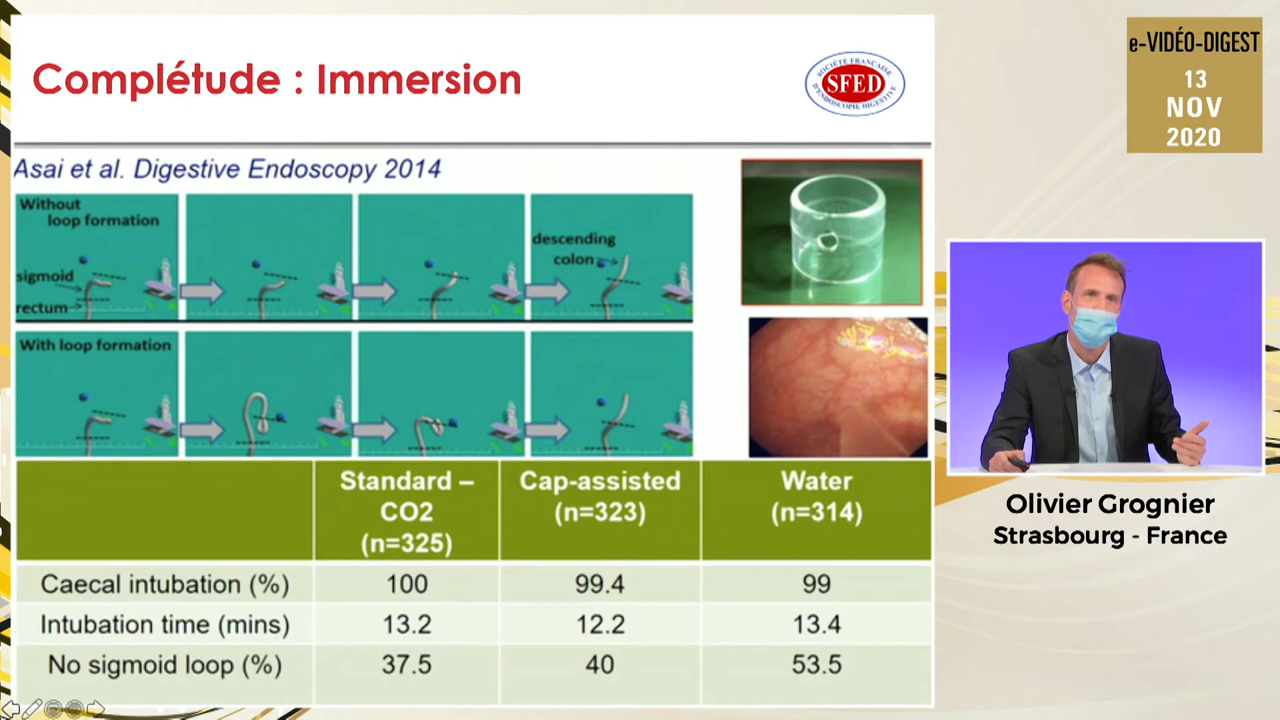 Complétude : Immersion
SOCIÉTÉ FRANÇAISE
SFED
D'ENDOSCOPIE DIGESTIVE
e-VIDÉO-DIGEST
13
NOV
2020
Asai et al. Digestive Endoscopy 2014
Without
loop formation
sigmoid
rectum
descending
colon
With loop formation
Standard –
CO2
(n=325)
Cap-assisted
(n=323)
Water
(n=314)
Caecal intubation (%)
100
99.4
99
Intubation time (mins)
13.2
12.2
13.4
No sigmoid loop (%)
37.5
40
53.5
Olivier Grognier
Strasbourg - France